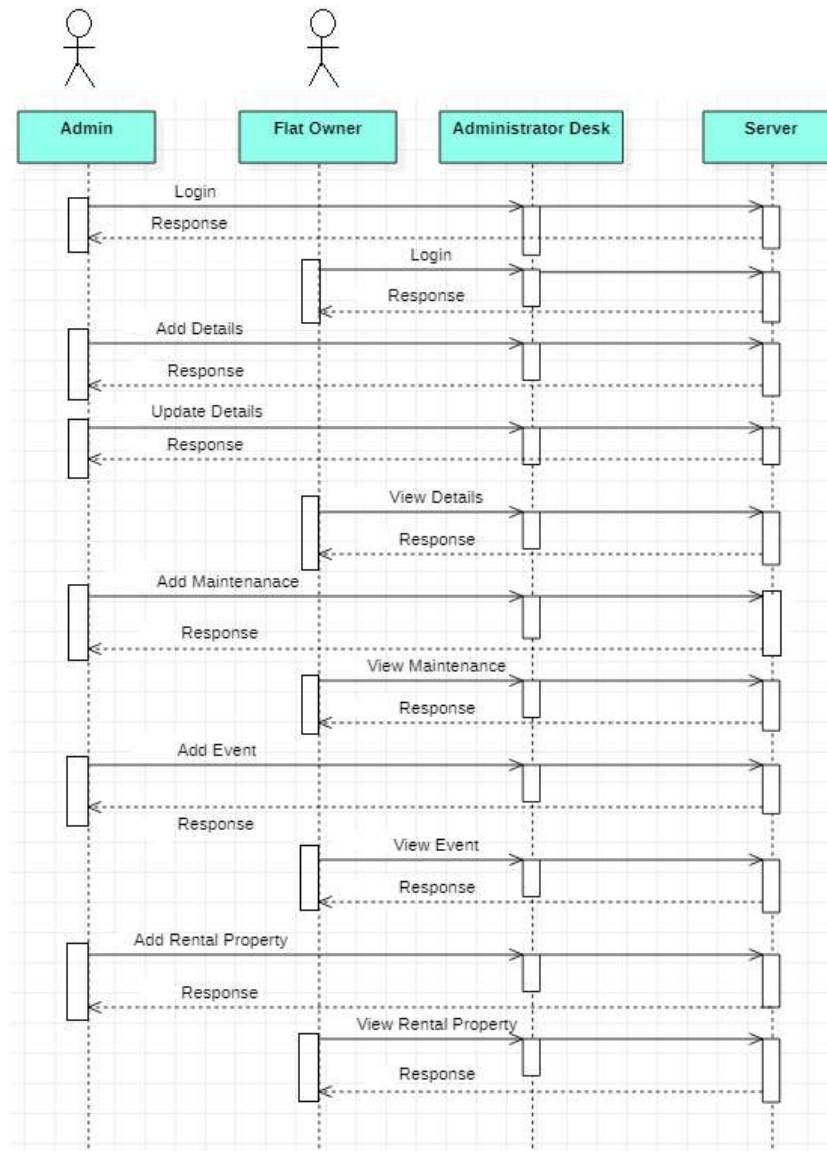 Admin
Flat Owner
Administrator Desk
Server
Login
Response
Login
Response
Add Details
Response
Update Details
Response
View Details
Response
Add Maintenanace
Response
View Maintenance
Response
Add Event
Response
View Event
Response
Add Rental Property
Response
View Rental Property
Response